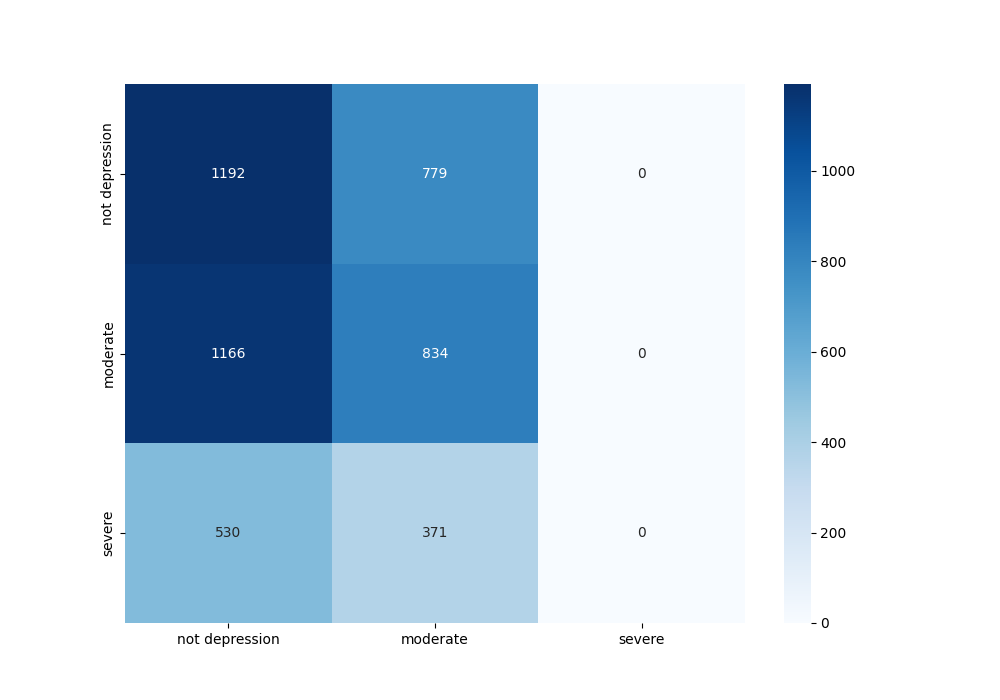 not depression
1192
779
0
moderate
1166
834
0
severe
530
371
0
not depression
moderate
severe
1000
800
600
400
200
0